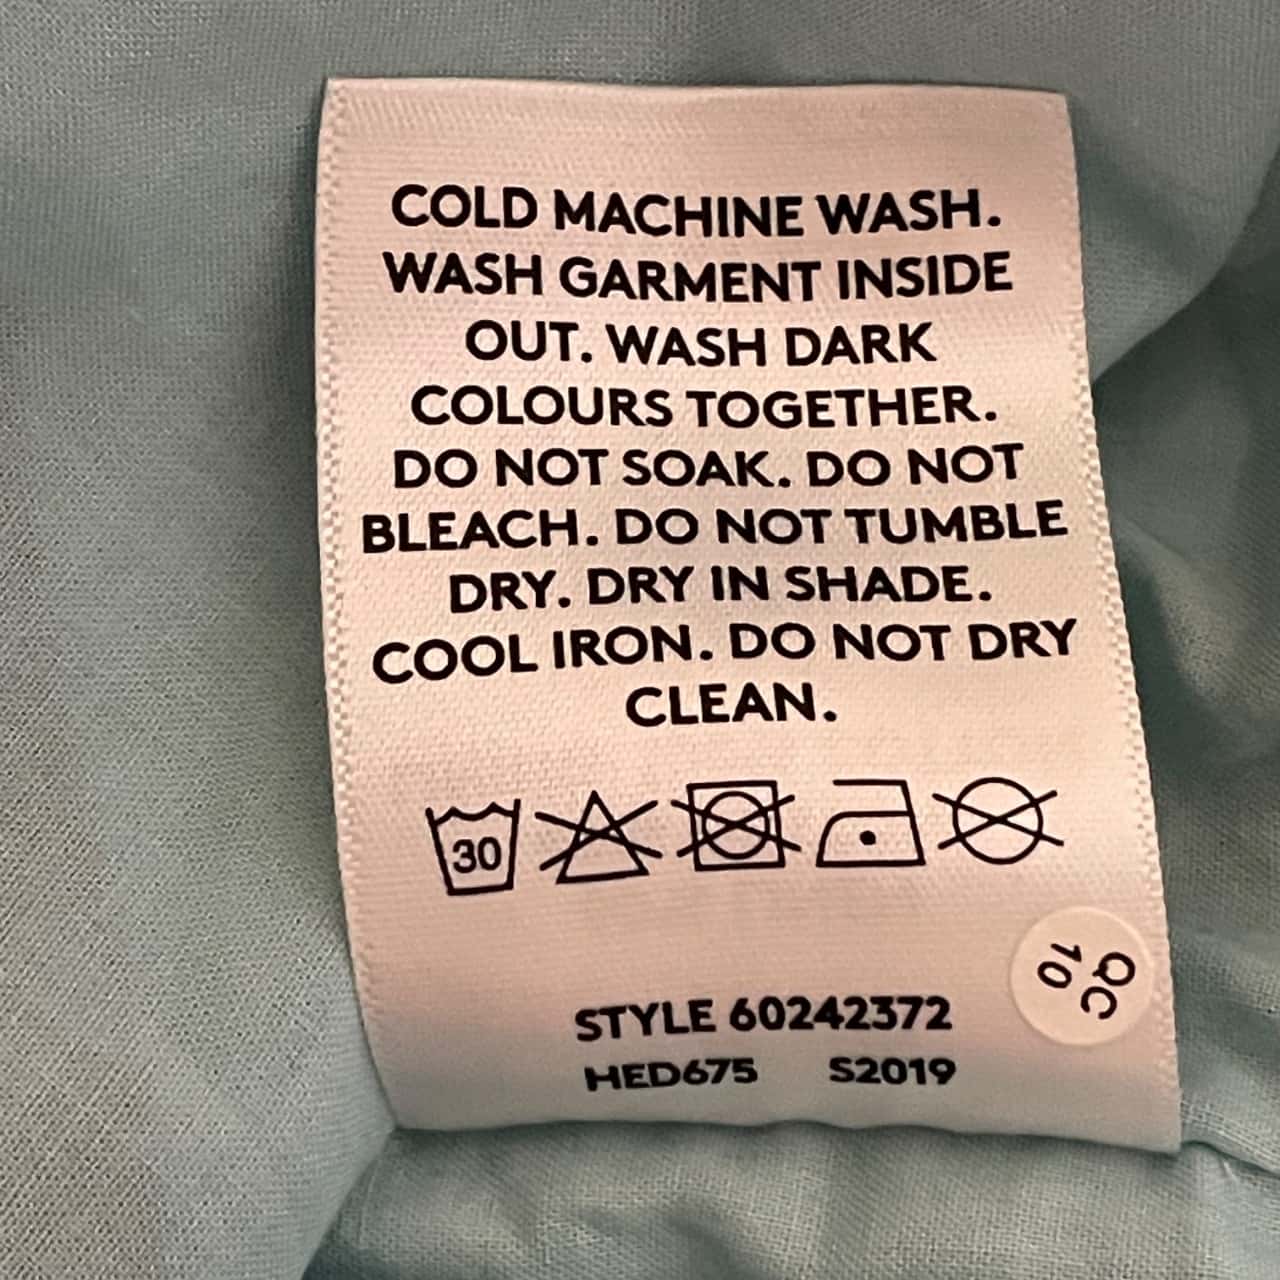 COLD MACHINE WASH.
WASH GARMENT INSIDE
OUT. WASH DARK
COLOURS TOGETHER.
DO NOT SOAK. DO NOT
BLEACH. DO NOT TUMBLE
DRY. DRY IN SHADE.
COOL IRON. DO NOT DRY
CLEAN.
30
QC
10
STYLE 60242372
HED675 S2019